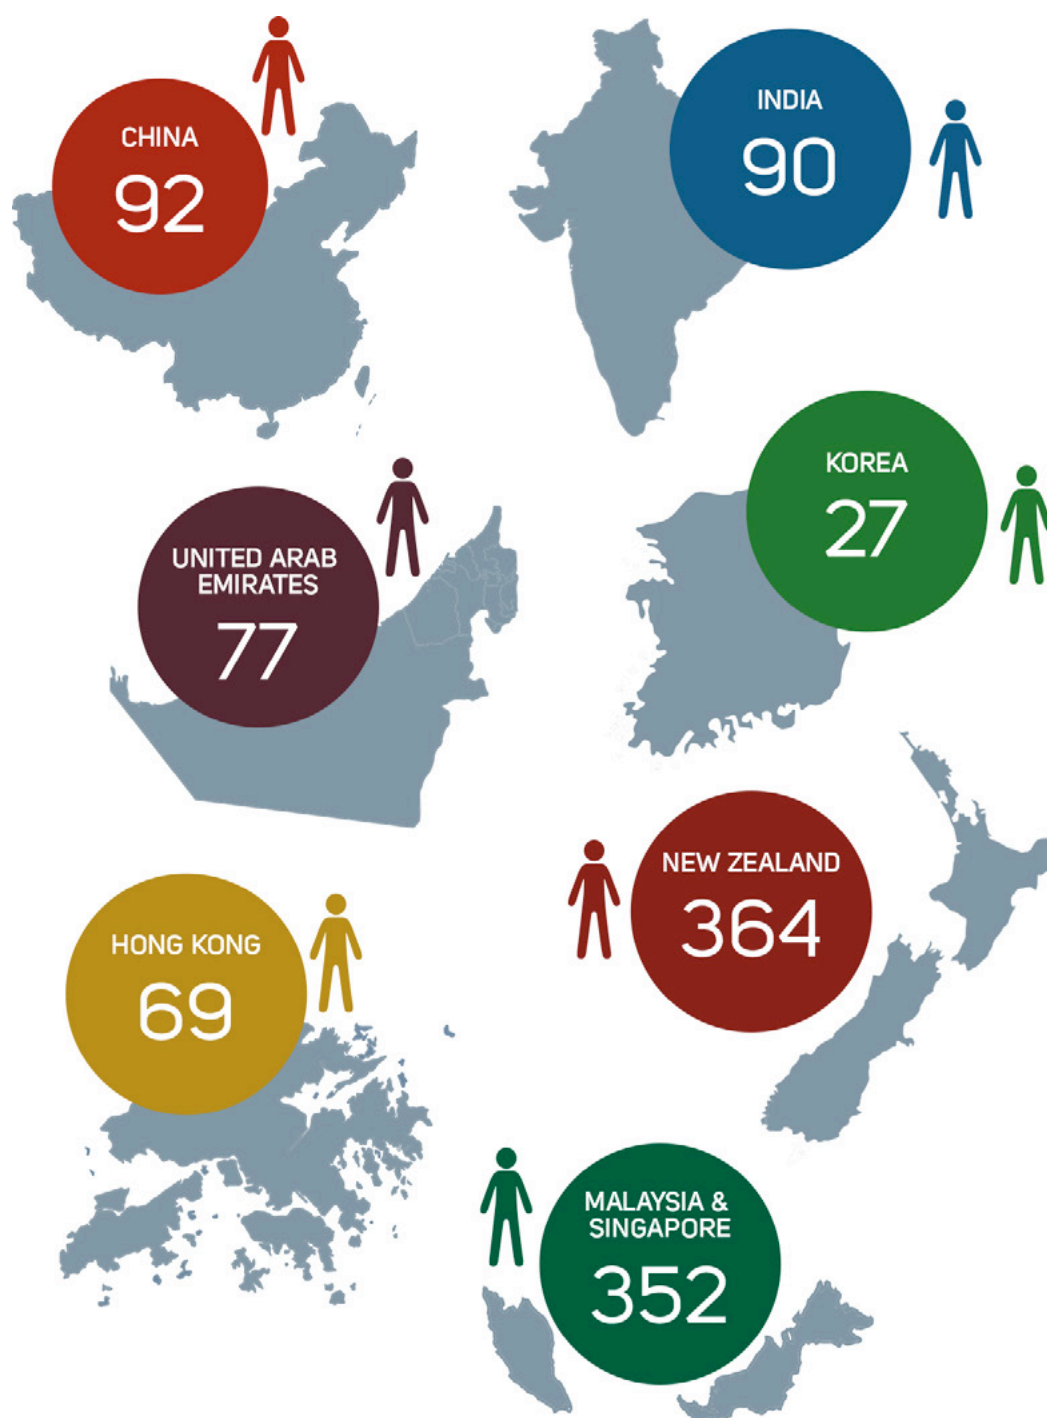 CHINA
92
INDIA
90
KOREA
27
UNITED ARAB
EMIRATES
77
NEW ZEALAND
364
HONG KONG
69
MALAYSIA &
SINGAPORE
352